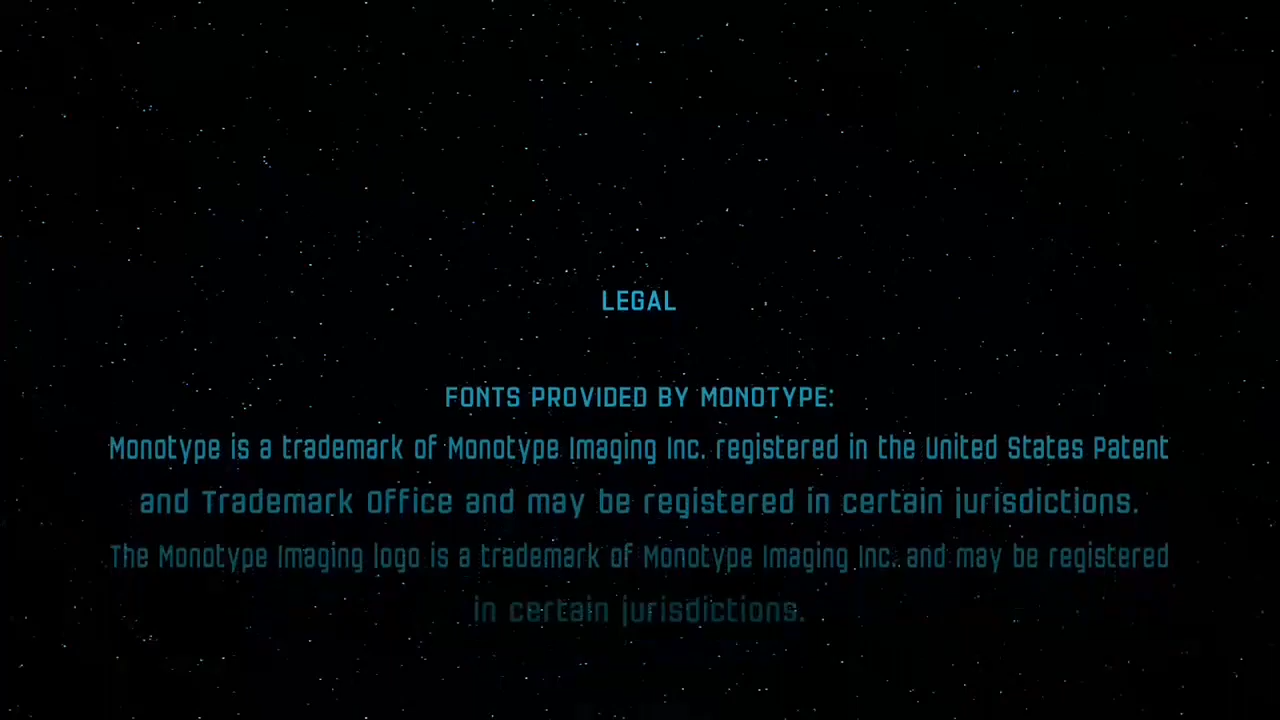 LEGAL
FONTS PROVIDED BY MONOTYPE:
Monotype is a trademark of Monotype Imaging Inc. registered in the United States Patent
and Trademark Office and may be registered in certain jurisdictions.
The Monotype Imaging logo is a trademark of Monotype Imaging Inc. and may be registered
in certain jurisdictions.